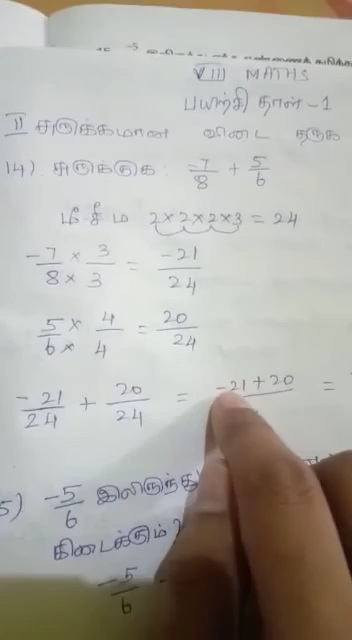 VIII MATHS
பயிற்சி தாள் -1
II சுருக்கமான விடை தருக
14) சுருக்குக: -7/8 + 5/6
மீ சி ம 2×2×2×3 = 24
-7/8 × 3/× 3 = -21/24
5/6 × 4/× 4 = 20/24
-21/24 + 20/24 = -21+20 =
5) -5/6 இலிருந்து
கிடைக்கும்
-5/6